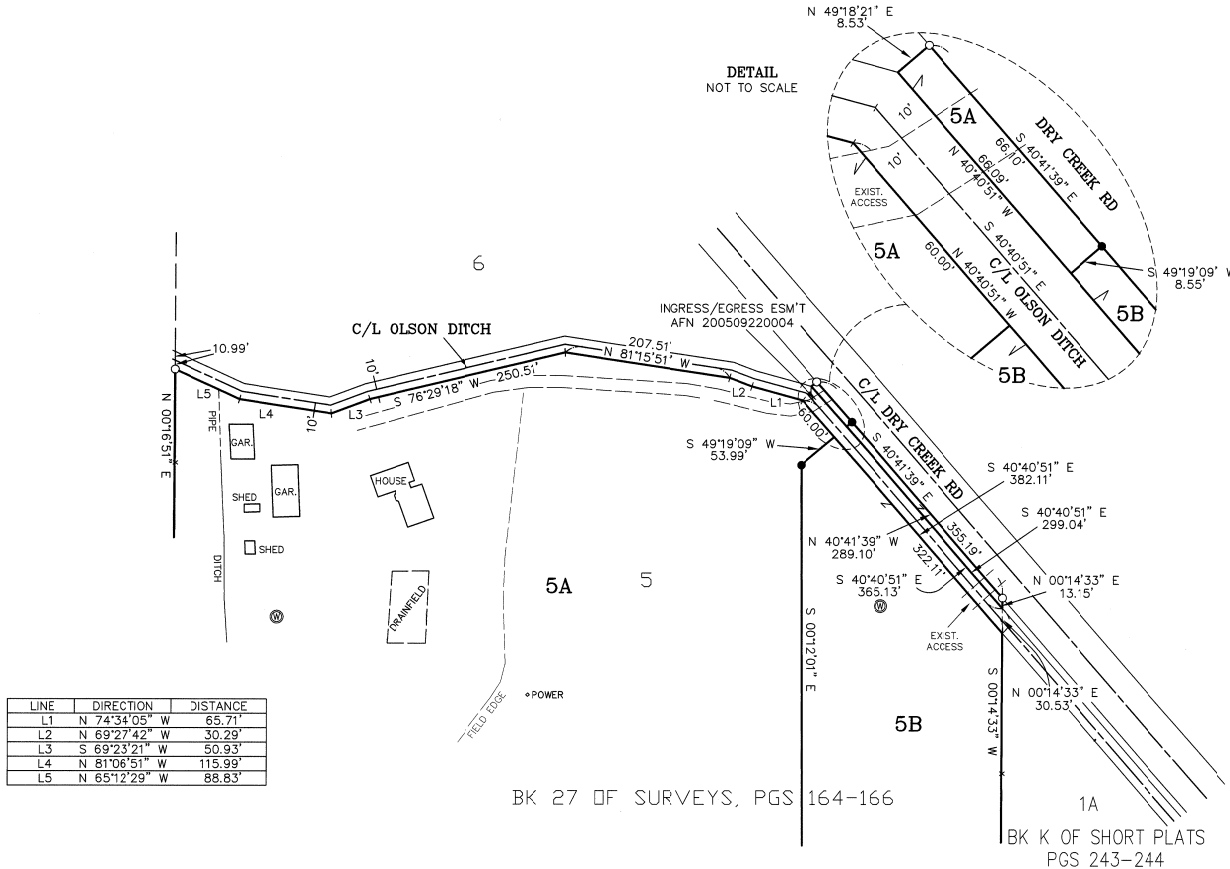 N 49°18'21' E
8.53'
DETAIL
NOT TO SCALE
5A
10'
10'
DRY CREEK RD
S 40°41'39" E
66.10'
66.09'
N 40°40'51" W
EXIST.
ACCESS
S 40°40'51" E
C/L OLSON DITCH
5A
60.00'
N 40°40'51" W
S 49°19'09' W
8.55'
5B
5B
6
INGRESS/EGRESS ESM'T
AFN 200509220004
C/L OLSON DITCH
10.99'
207.51'
N 81°15'51" W
10'
S 76°29'18" W 250.51'
L5
L4
10'
L3
L2
L1
60.00'
C/L DRY CREEK RD
N 00°16'51" E
PIPE
GAR.
S 49°19'09" W
53.99'
S 40°41'39" E
355.19'
S 40°40'51" E
382.11'
HOUSE
GAR.
SHED
S 40°40'51" E
299.04'
N 40°41'39" W
289.10'
322.11'
SHED
DITCH
5A
5
S 40°40'51" E
365.13'
N 00°14'33" E
13.15'
DRAINFIELD
W
W
EXIST.
ACCESS
S 00°12'01" E
S 00°14'33" W
N 00°14'33' E
30.53'
FIELD EDGE
POWER
5B
LINE DIRECTION DISTANCE
L1 N 74°34'05" W 65.71'
L2 N 69°27'42" W 30.29'
L3 S 69°23'21" W 50.93'
L4 N 81°06'51" W 115.99'
L5 N 65°12'29" W 88.83'
BK 27 OF SURVEYS, PGS 164-166
1A
BK K OF SHORT PLATS
PGS 243-244